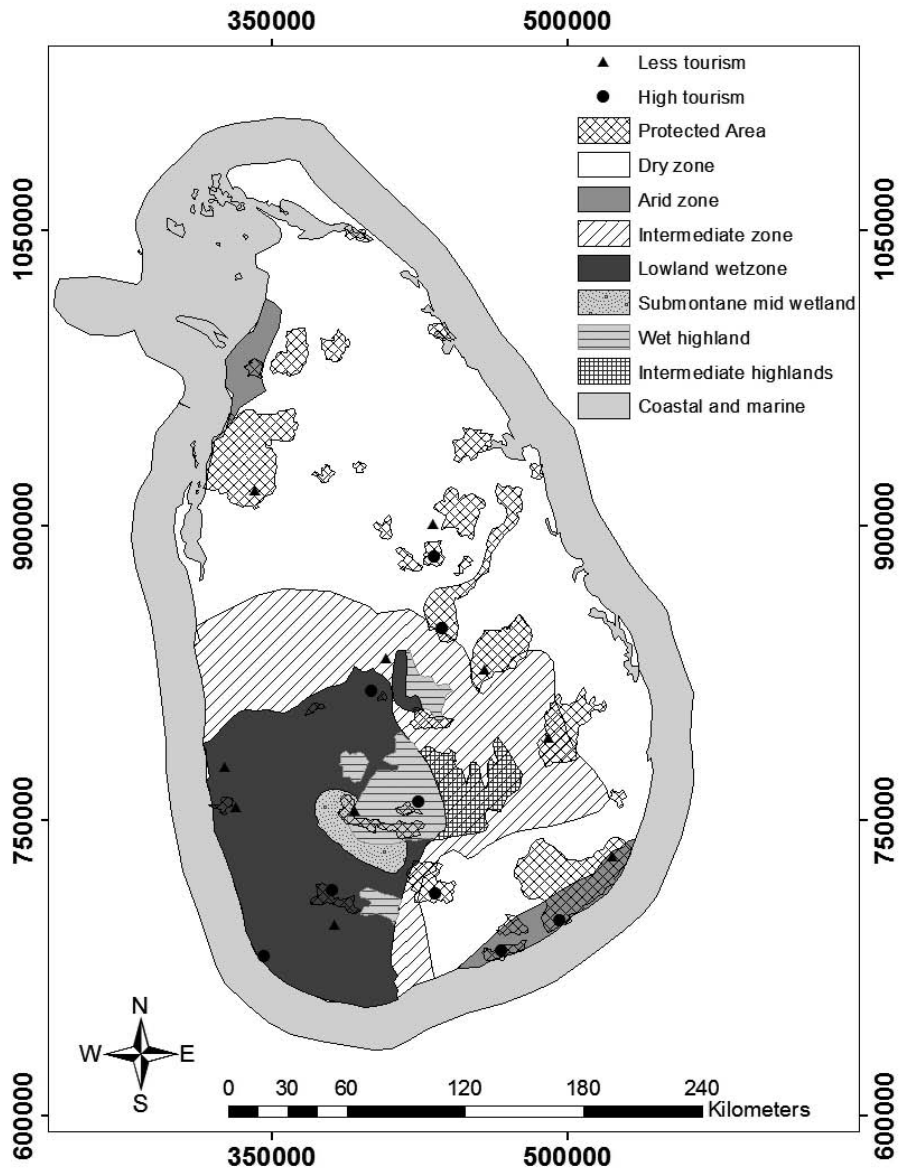 350000 500000
Less tourism
High tourism
Protected Area
Dry zone
Arid zone
Intermediate zone
Lowland wetzone
Submontane mid wetland
Wet highland
Intermediate highlands
Coastal and marine
1050000 1050000
900000 900000
750000 750000
600000 600000
N
W E
S
0 30 60 120 180 240
Kilometers
350000 500000